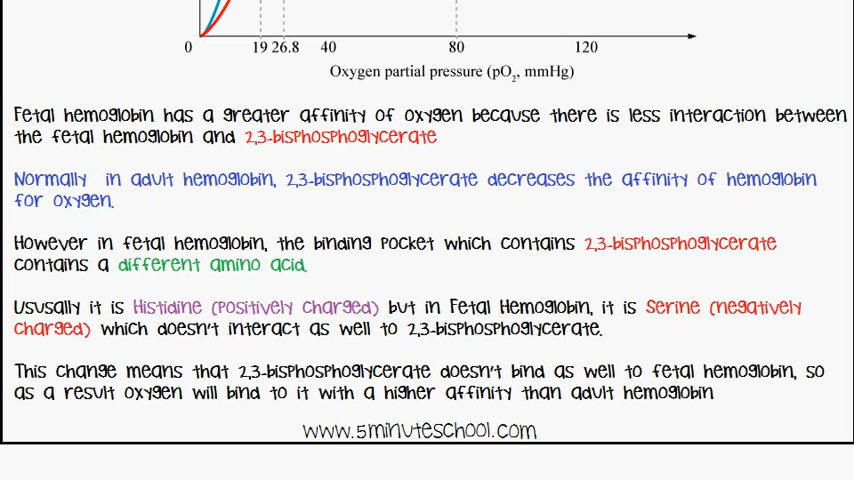 0 19 26.8 40 80 120
Oxygen partial pressure (pO2, mmHg)
Fetal hemoglobin has a greater affinity of oxygen because there is less interaction between
the fetal hemoglobin and 2,3-bisphosphoglycerate
Normally in adult hemoglobin, 2,3-bisphosphoglycerate decreases the affinity of hemoglobin
for oxygen.
However in fetal hemoglobin, the binding pocket which contains 2,3-bisphosphoglycerate
contains a different amino acid.
Ususally it is Histidine (positively charged) but in Fetal Hemoglobin, it is Serine (negatively
charged) which doesn't interact as well to 2,3-bisphosphoglycerate.
This change means that 2,3-bisphosphoglycerate doesn't bind as well to fetal hemoglobin, so
as a result oxygen will bind to it with a higher affinity than adult hemoglobin
www.5minuteschool.com